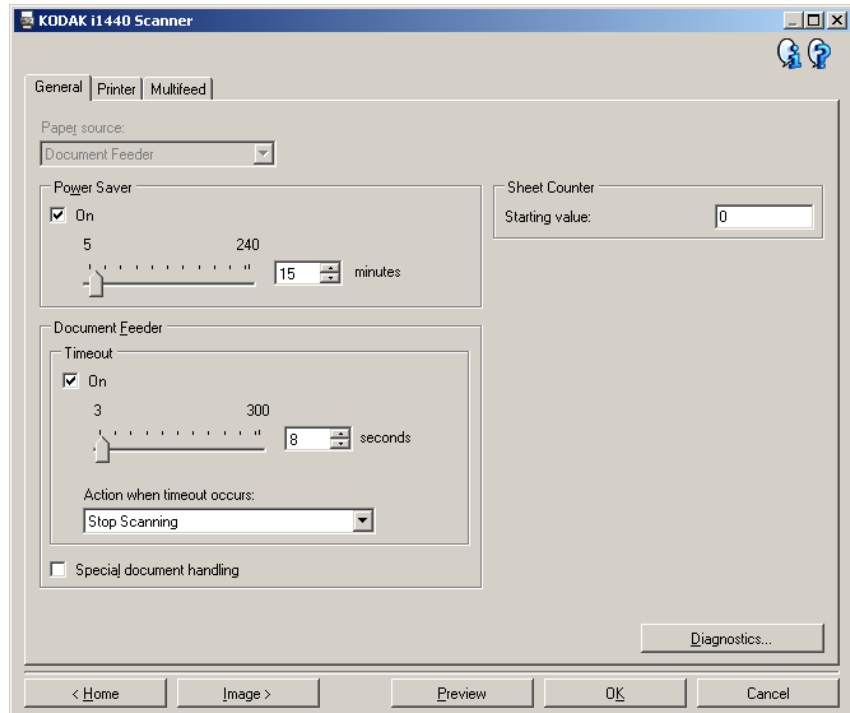 KODAK i1440 Scanner
General Printer Multifeed
Paper source:
Document Feeder
Power Saver
On
5 240
15 minutes
Sheet Counter
Starting value: 0
Document Feeder
Timeout
On
3 300
8 seconds
Action when timeout occurs:
Stop Scanning
Special document handling
Diagnostics...
< Home Image > Preview OK Cancel